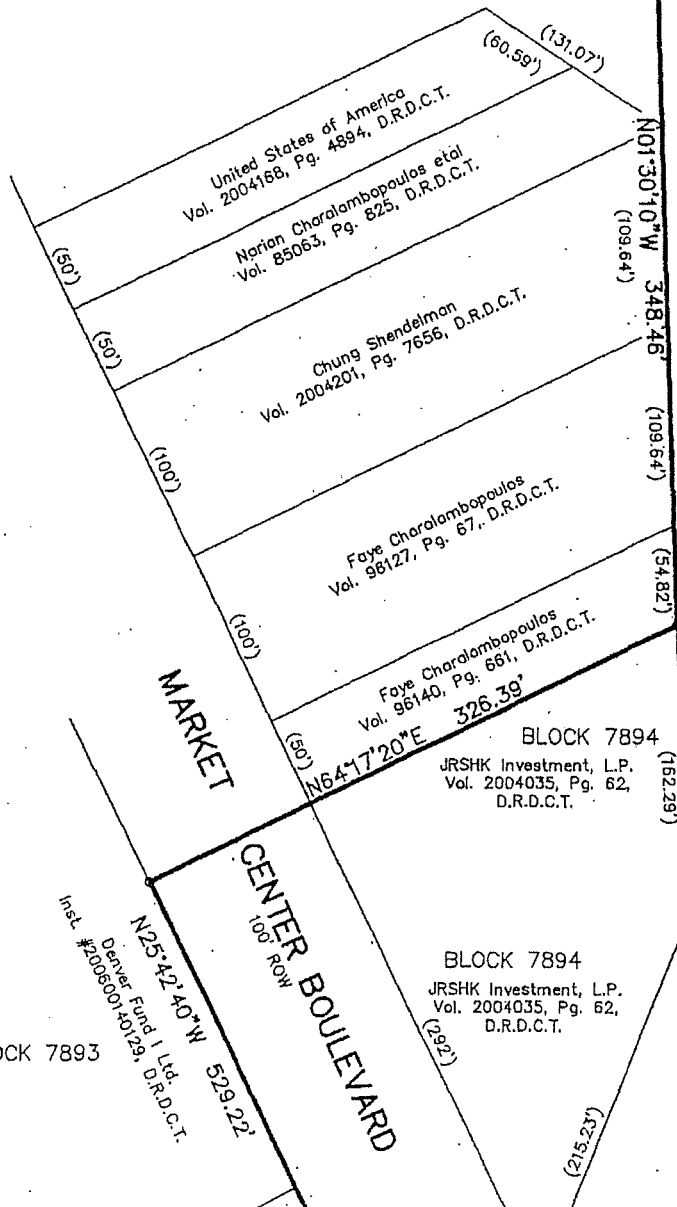 (60.59')
(131.07')
United States of America
Vol. 2004168, Pg. 4894, D.R.D.C.T.
N01°30'10"W 348.46'
(109.64')
Narian Charalambopoulos etal
Vol. 85063, Pg. 825, D.R.D.C.T.
(50')
(50')
Chung Shendelman
Vol. 2004201, Pg. 7656, D.R.D.C.T.
(109.64')
(100')
Faye Charalambopoulos
Vol. 98127, Pg. 67, D.R.D.C.T.
(54.82')
(100')
Faye Charalambopoulos
Vol. 96140, Pg. 661, D.R.D.C.T.
(50')
N64°17'20"E 326.39'
MARKET
CENTER BOULEVARD
100' ROW
BLOCK 7894
JRSHK Investment, L.P.
Vol. 2004035, Pg. 62,
D.R.D.C.T.
(162.29')
N25°42'40"W 529.22'
Denver Fund I Ltd.
Inst. #200600140129, D.R.D.C.T.
OCK 7893
BLOCK 7894
JRSHK Investment, L.P.
Vol. 2004035, Pg. 62,
D.R.D.C.T.
(292')
(215.23')